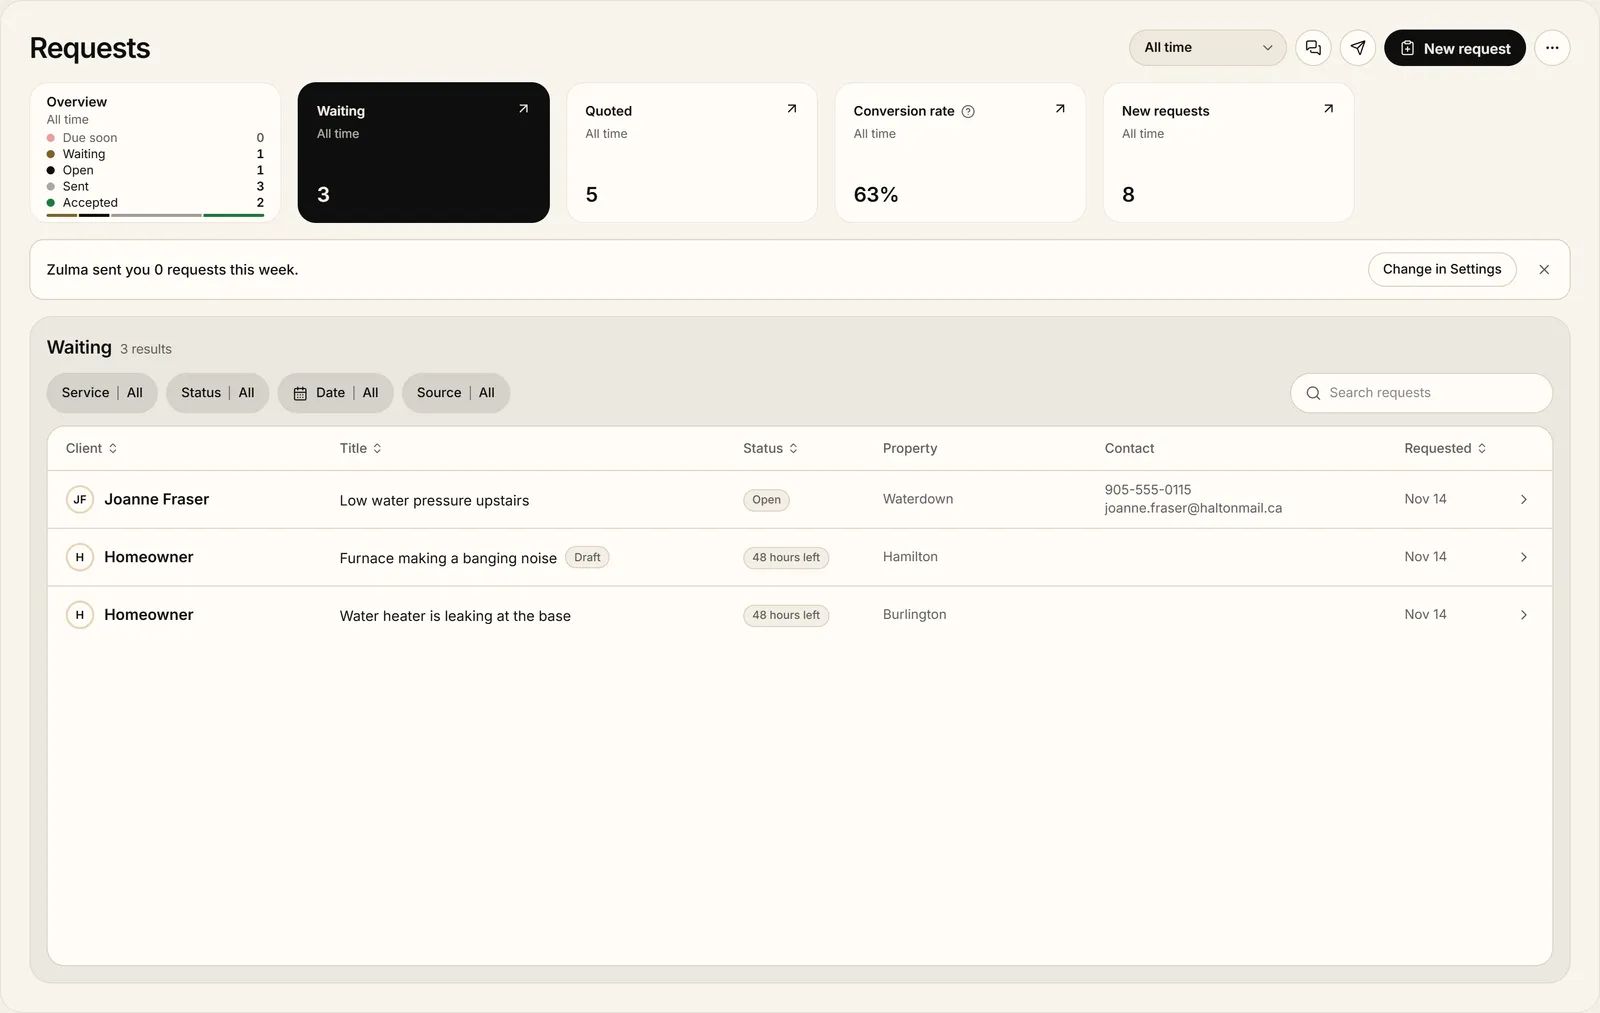 Requests
All time
New request
Overview
All time
Due soon 0
Waiting 1
Open 1
Sent 3
Accepted 2
Waiting
All time
3
Quoted
All time
5
Conversion rate ?
All time
63%
New requests
All time
8
Zulma sent you 0 requests this week.
Change in Settings
Waiting 3 results
Service | All
Status | All
Date | All
Source | All
Search requests
Client Title Status Property Contact Requested
JF Joanne Fraser Low water pressure upstairs Open Waterdown 905-555-0115 Nov 14
joanne.fraser@haltonmail.ca
H Homeowner Furnace making a banging noise Draft 48 hours left Hamilton Nov 14
H Homeowner Water heater is leaking at the base 48 hours left Burlington Nov 14